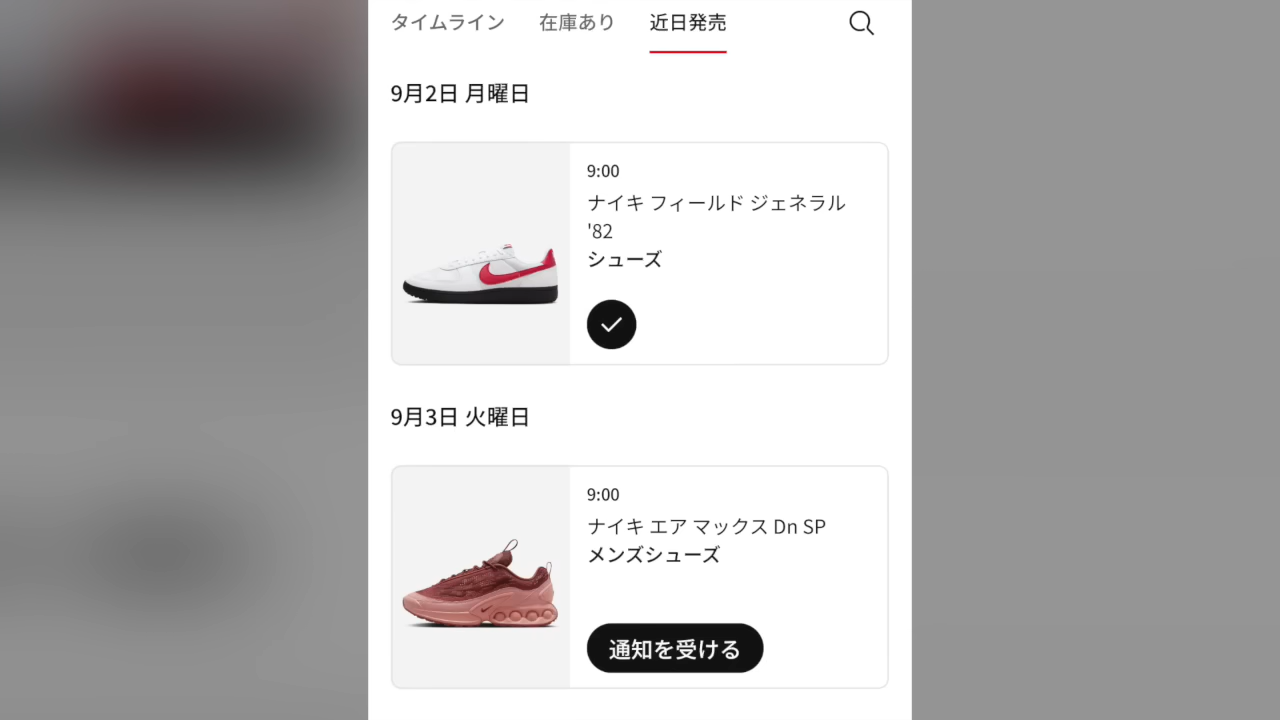 タイムライン 在庫あり 近日発売
9月2日 月曜日
9:00
ナイキ フィールド ジェネラル
'82
シューズ
9月3日 火曜日
9:00
ナイキ エア マックス Dn SP
メンズシューズ
通知を受ける